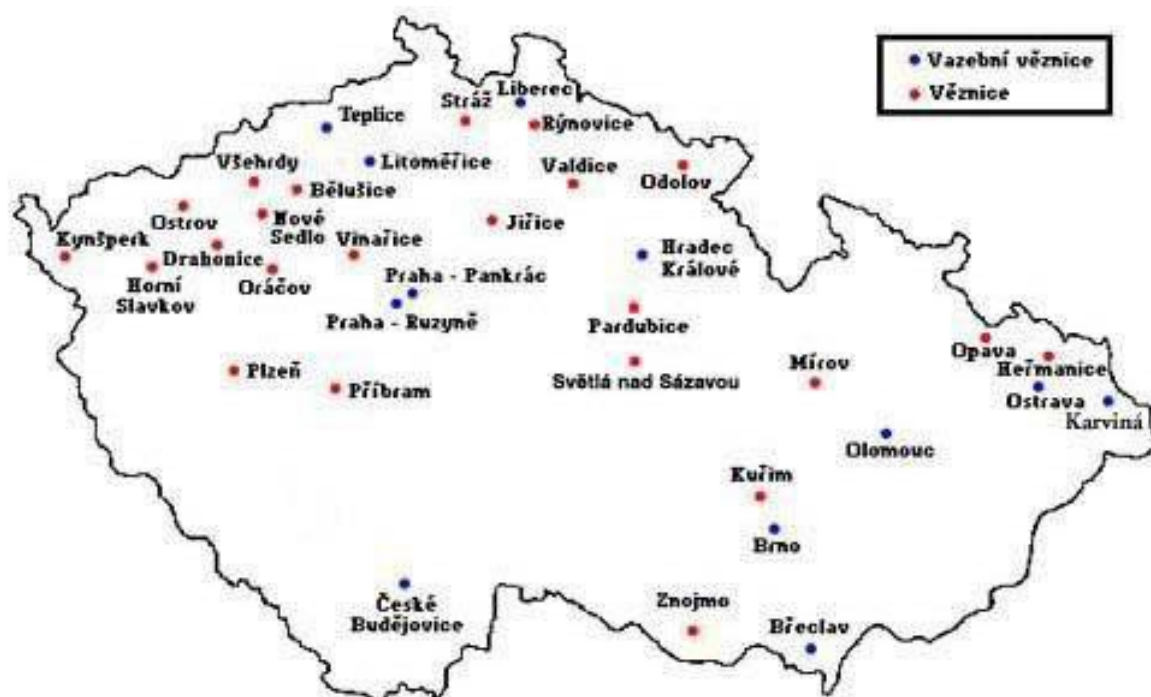 Vazební věznice
Věznice
Liberec
Stráž
Teplice
Rýnovice
Všehrdy
Litoměřice
Valdice
Odolov
Bělušice
Ostrov
Nové
Sedlo
Jiřice
Kynšperk
Vinařice
Drahonice
Hradec
Králové
Horní
Slavkov
Oráčov
Praha - Pankrác
Praha - Ruzyně
Pardubice
Opava
Mírov
Heřmanice
Plzeň
Příbram
Světlá nad Sázavou
Ostrava
Karviná
Olomouc
Kuřim
Brno
České
Budějovice
Znojmo
Břeclav